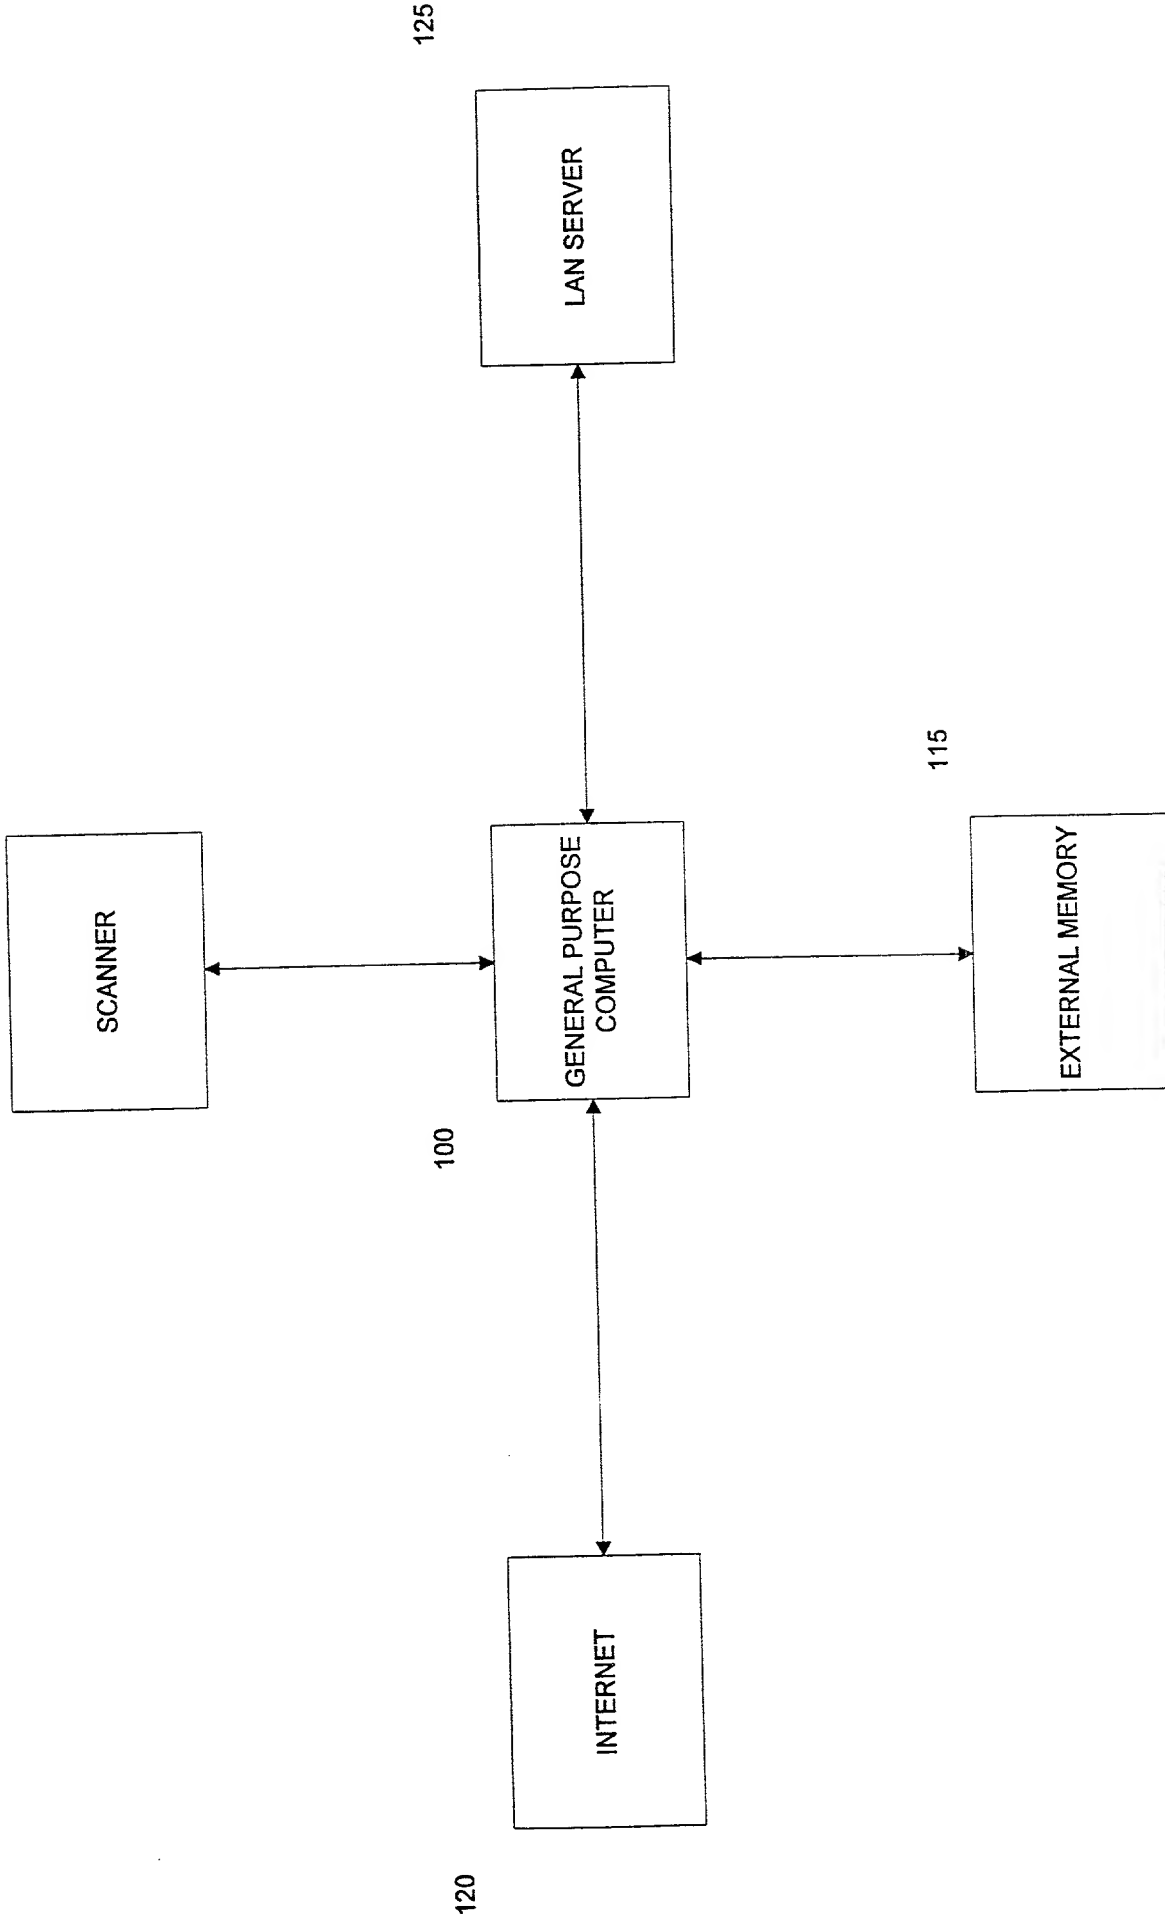 SCANNER
120
100
125
INTERNET
GENERAL PURPOSE
COMPUTER
LAN SERVER
115
EXTERNAL MEMORY